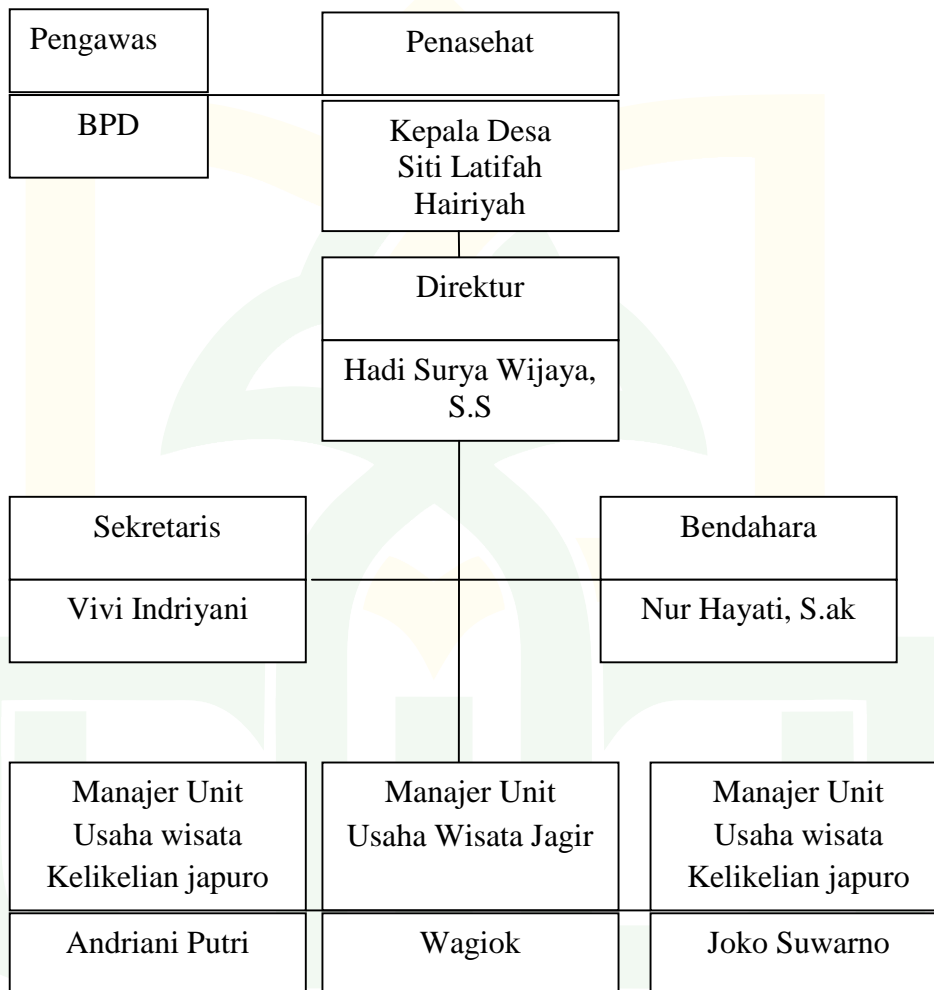 Pengawas
Penasehat
BPD
Kepala Desa
Siti Latifah
Hairiyah
Direktur
Hadi Surya Wijaya,
S.S
Sekretaris
Bendahara
Vivi Indriyani
Nur Hayati, S.ak
Manajer Unit
Usaha wisata
Kelikelian japuro
Manajer Unit
Usaha Wisata Jagir
Manajer Unit
Usaha wisata
Kelikelian japuro
Andriani Putri
Wagiok
Joko Suwarno